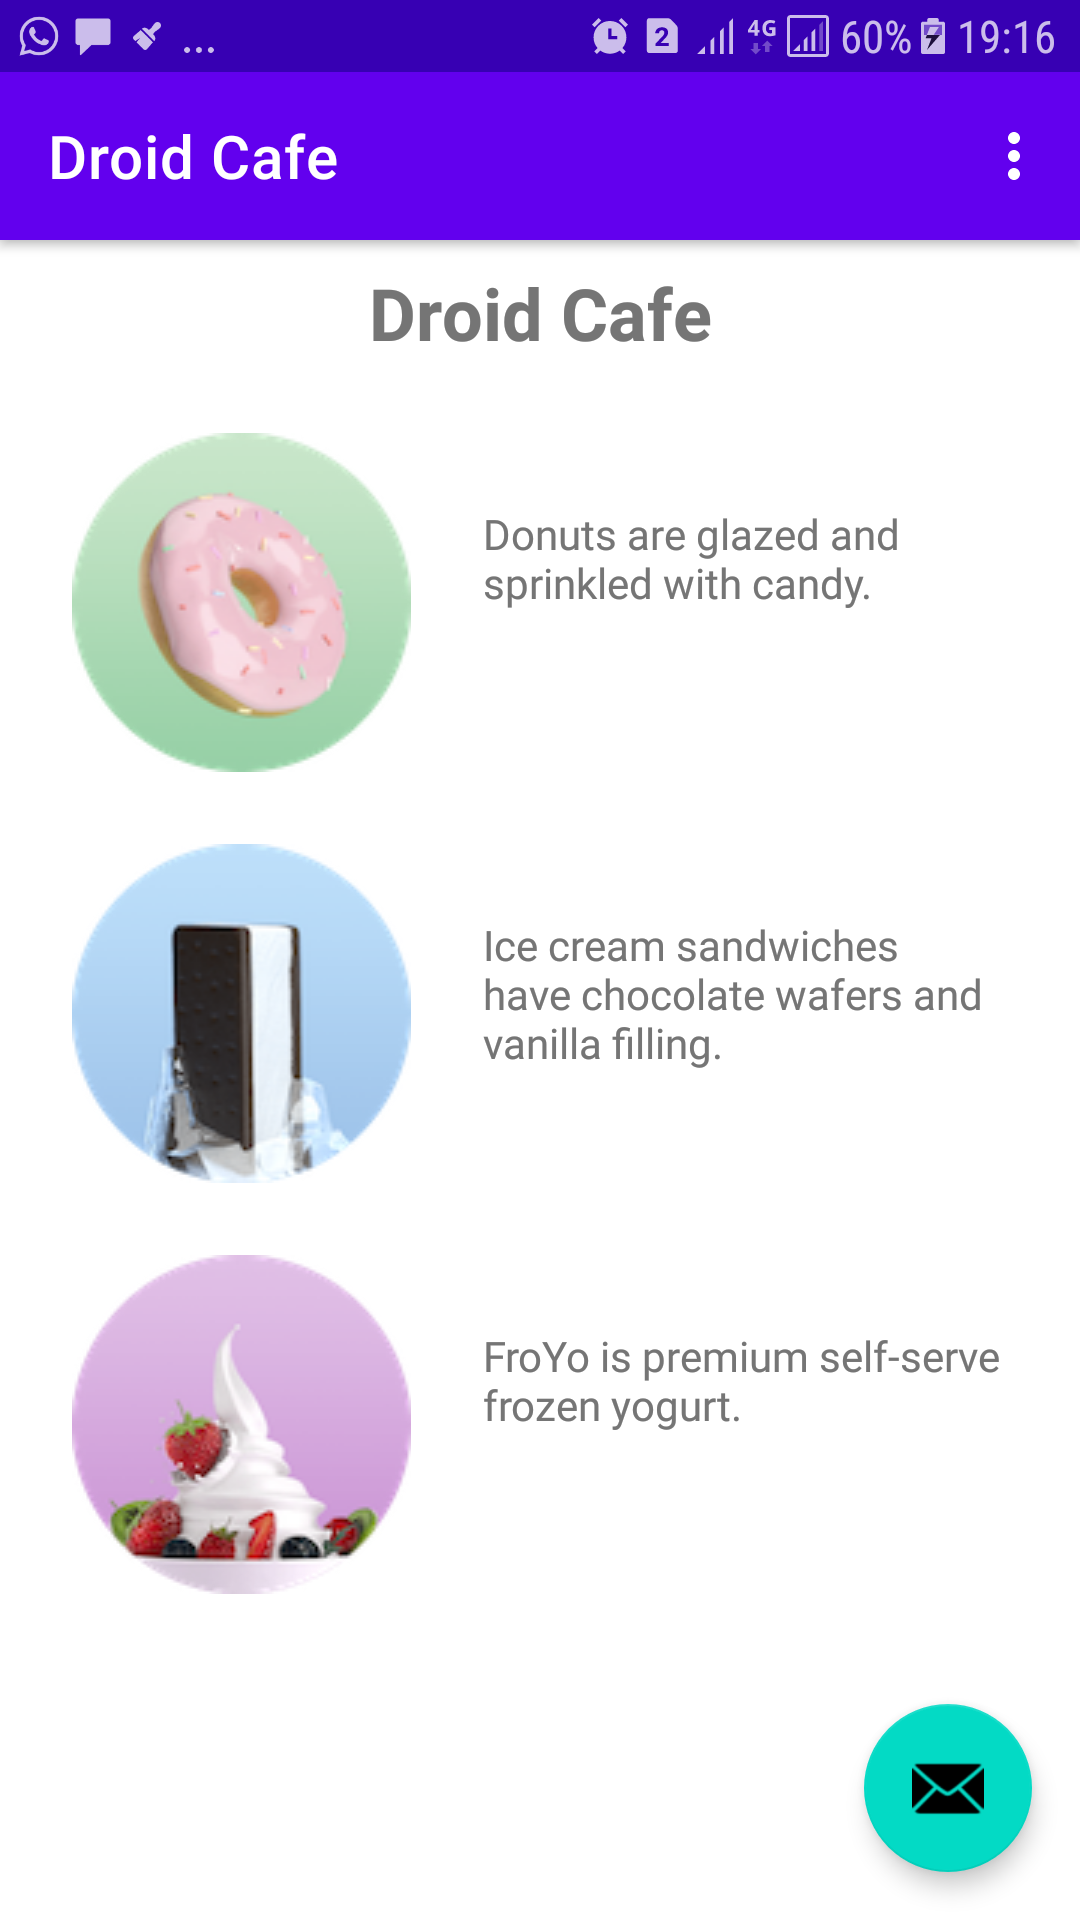 ... 2 4G 60% 19:16
Droid Cafe
Droid Cafe
Donuts are glazed and
sprinkled with candy.
Ice cream sandwiches
have chocolate wafers and
vanilla filling.
FroYo is premium self-serve
frozen yogurt.